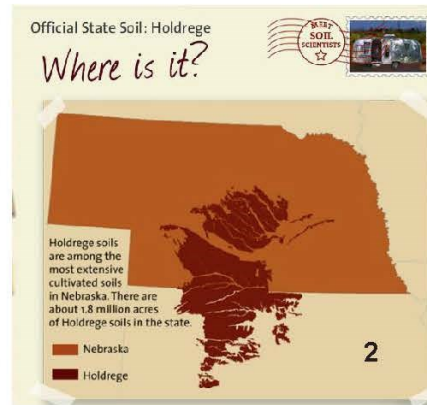 Official State Soil: Holdrege
MEET
SOIL
SCIENTISTS
Where is it?
Holdrege soils
are among the
most extensive
cultivated soils
in Nebraska. There are
about 1.8 million acres
of Holdrege soils in the state.
Nebraska
Holdrege
2